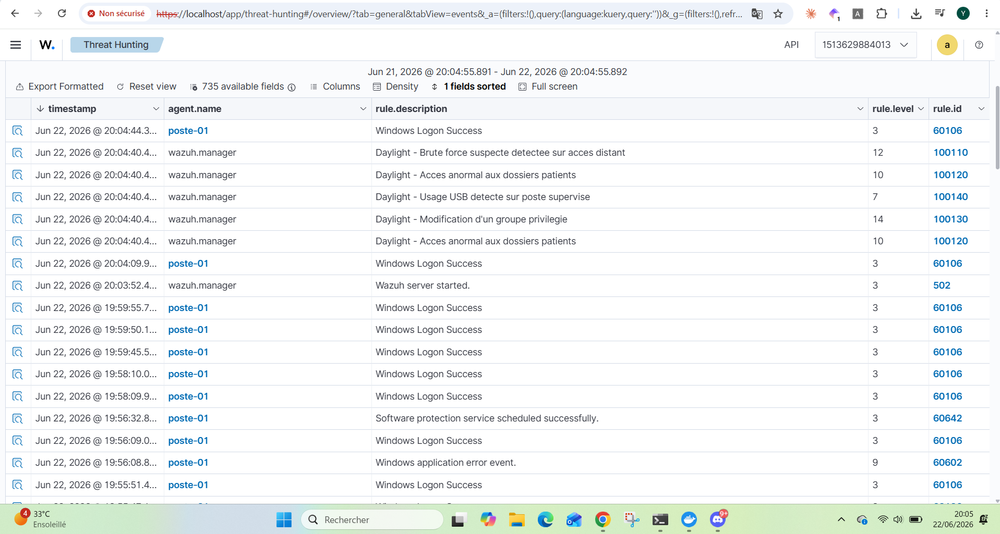 Non sécurisé https://localhost/app/threat-hunting#/overview/?tab=general&tabView=events&_a=(filters:!(),query:(language:kuery,query:''))&_g=(filters:!(),refr... 1 A Y
W. Threat Hunting API 1513629884013 a
Jun 21, 2026 @ 20:04:55.891 - Jun 22, 2026 @ 20:04:55.892
Export Formatted Reset view 735 available fields Columns Density 1 fields sorted Full screen
timestamp agent.name rule.description rule.level rule.id
Jun 22, 2026 @ 20:04:44.3... poste-01 Windows Logon Success 3 60106
Jun 22, 2026 @ 20:04:40.4... wazuh.manager Daylight - Brute force suspecte detectee sur acces distant 12 100110
Jun 22, 2026 @ 20:04:40.4... wazuh.manager Daylight - Acces anormal aux dossiers patients 10 100120
Jun 22, 2026 @ 20:04:40.4... wazuh.manager Daylight - Usage USB detecte sur poste supervise 7 100140
Jun 22, 2026 @ 20:04:40.4... wazuh.manager Daylight - Modification d'un groupe privilegie 14 100130
Jun 22, 2026 @ 20:04:40.4... wazuh.manager Daylight - Acces anormal aux dossiers patients 10 100120
Jun 22, 2026 @ 20:04:09.9... poste-01 Windows Logon Success 3 60106
Jun 22, 2026 @ 20:03:52.4... wazuh.manager Wazuh server started. 3 502
Jun 22, 2026 @ 19:59:55.7... poste-01 Windows Logon Success 3 60106
Jun 22, 2026 @ 19:59:50.1... poste-01 Windows Logon Success 3 60106
Jun 22, 2026 @ 19:59:45.5... poste-01 Windows Logon Success 3 60106
Jun 22, 2026 @ 19:58:10.0... poste-01 Windows Logon Success 3 60106
Jun 22, 2026 @ 19:58:09.9... poste-01 Windows Logon Success 3 60106
Jun 22, 2026 @ 19:56:32.8... poste-01 Software protection service scheduled successfully. 3 60642
Jun 22, 2026 @ 19:56:09.0... poste-01 Windows Logon Success 3 60106
Jun 22, 2026 @ 19:56:08.8... poste-01 Windows application error event. 9 60602
Jun 22, 2026 @ 19:55:51.4... poste-01 Windows Logon Success 3 60106
4 33°C
Ensoleillé
Rechercher
9+
20:05
22/06/2026